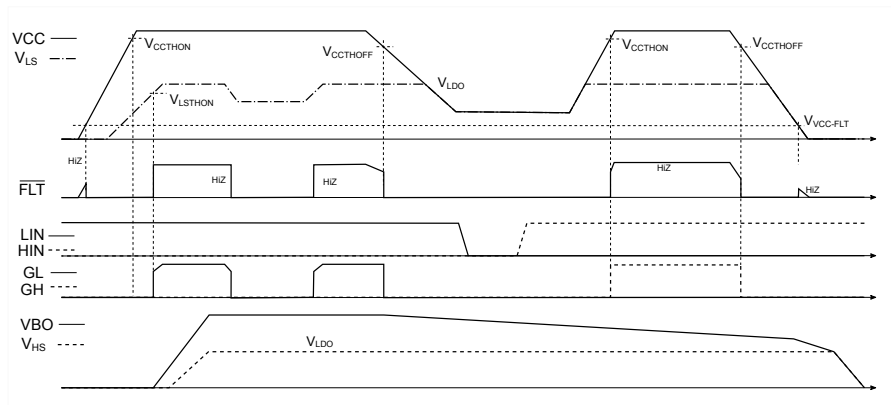 VCC
VLS
VCCTHON
VCCTHOFF
VLSTHON
VLDO
VCCTHON
VCCTHOFF
VVCC-FLT
HiZ
FLT
HiZ
HiZ
HiZ
HiZ
LIN
HIN
GL
GH
VBO
VHS
VLDO